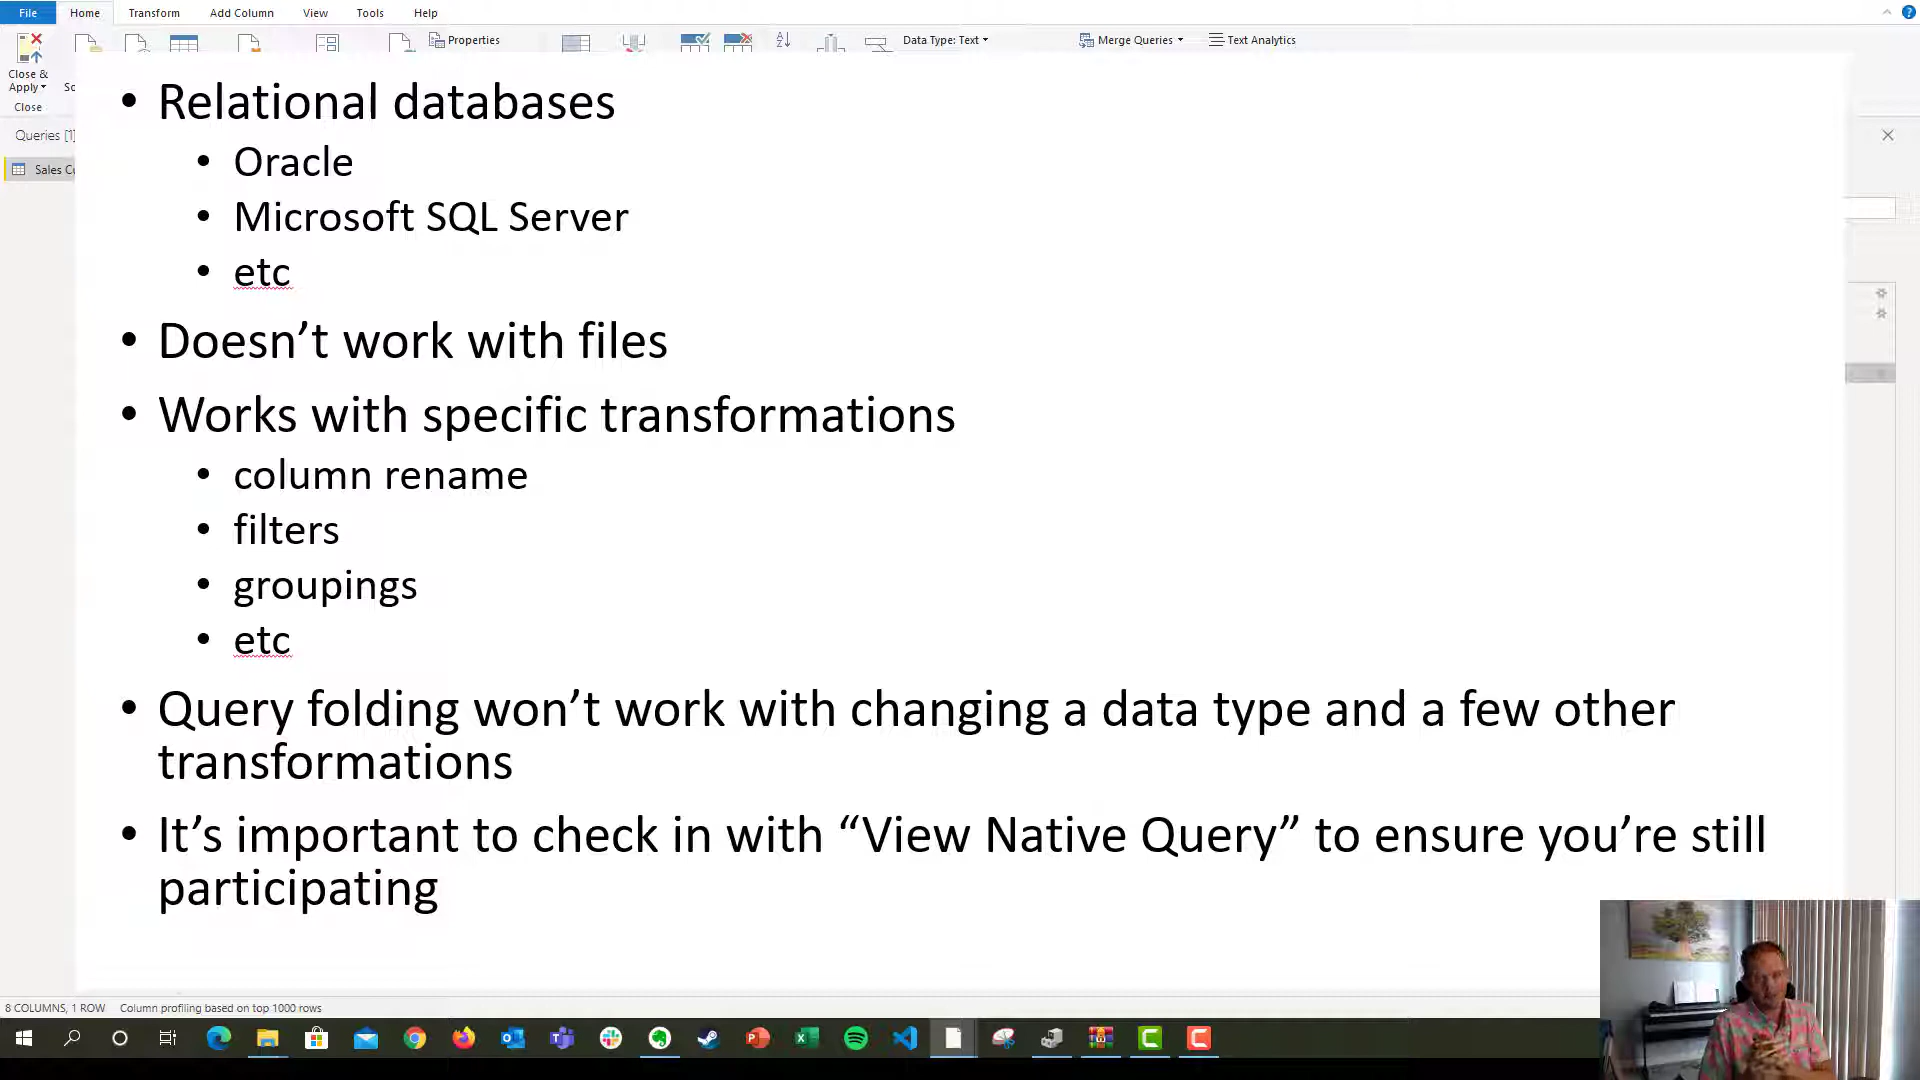 File
Home
Transform
Add Column
View
Tools
Help
Properties
Data Type: Text
Merge Queries
Text Analytics
Close &
Apply
Close
Queries [1]
• Relational databases
• Oracle
• Microsoft SQL Server
• etc
• Doesn’t work with files
• Works with specific transformations
• column rename
• filters
• groupings
• etc
• Query folding won’t work with changing a data type and a few other
transformations
• It’s important to check in with “View Native Query” to ensure you’re still
participating
Sales
8 COLUMNS, 1 ROW
Column profiling based on top 1000 rows